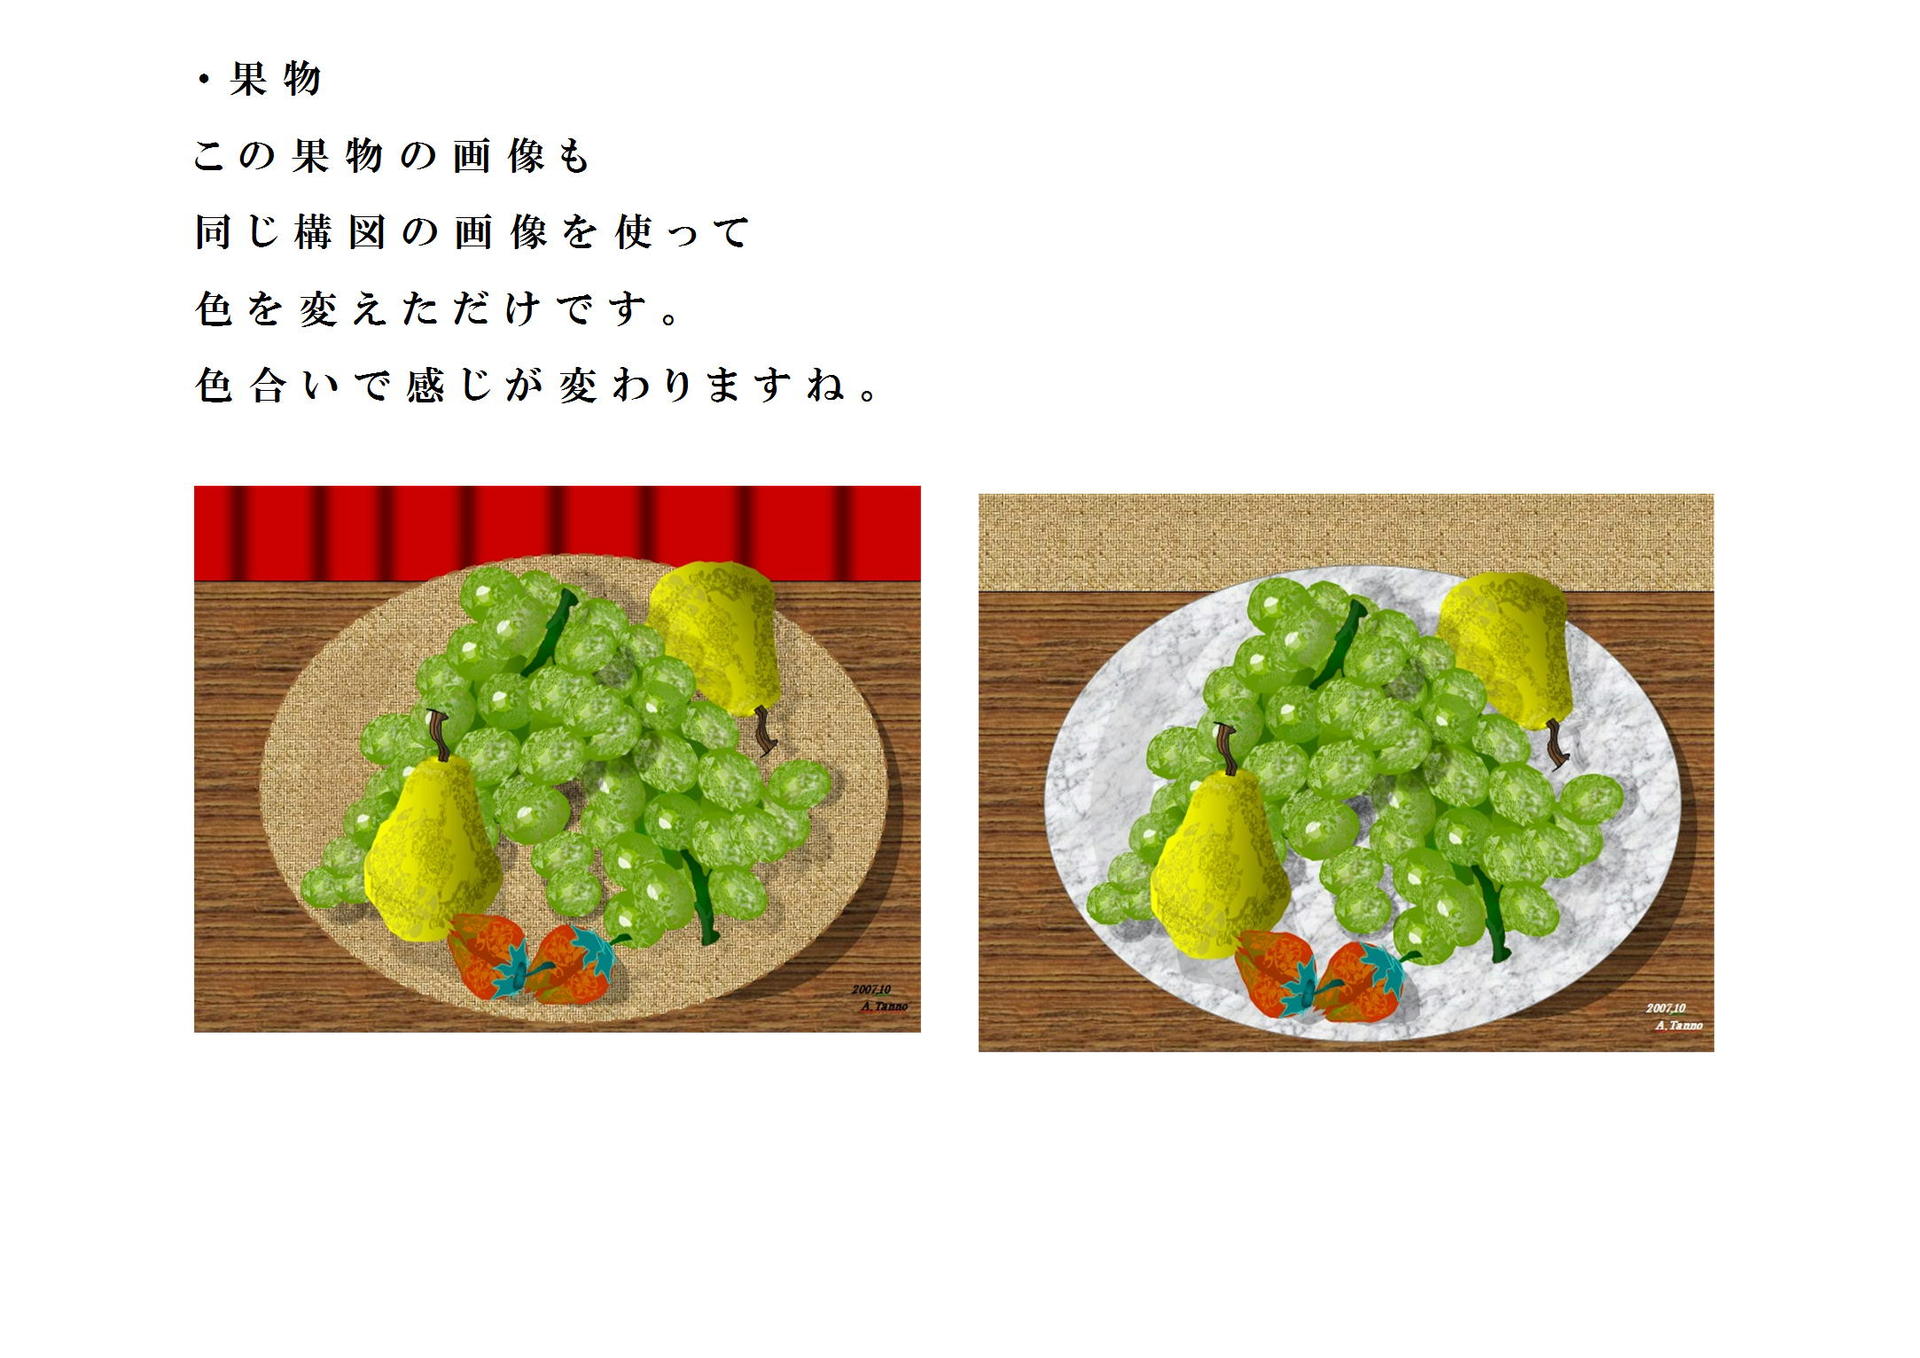 ・果物
この果物の画像も
同じ構図の画像を使って
色を変えただけです。
色合いで感じが変わりますね。
2007,10
A. Tanno
2007,10
A. Tanno